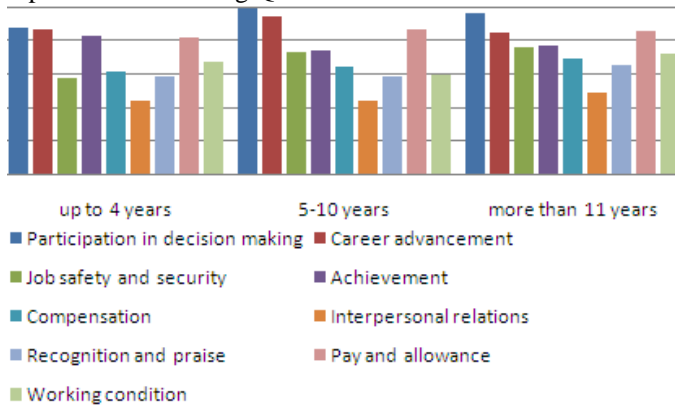 up to 4 years 5-10 years more than 11 years
Participation in decision making Career advancement
Job safety and security Achievement
Compensation Interpersonal relations
Recognition and praise Pay and allowance
Working condition